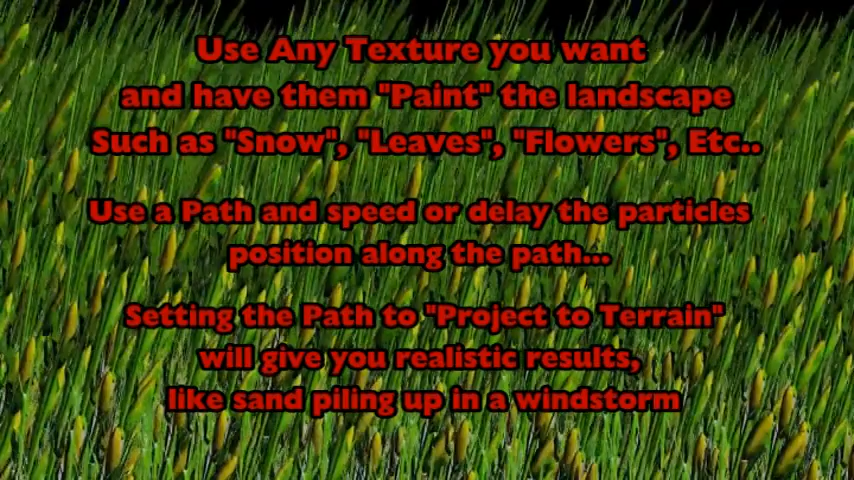 Use Any Texture you want
and have them "Paint" the landscape
Such as "Snow", "Leaves", "Flowers", Etc..
Use a Path and speed or delay the particles
position along the path...
Setting the Path to "Project to Terrain"
will give you realistic results,
like sand piling up in a windstorm